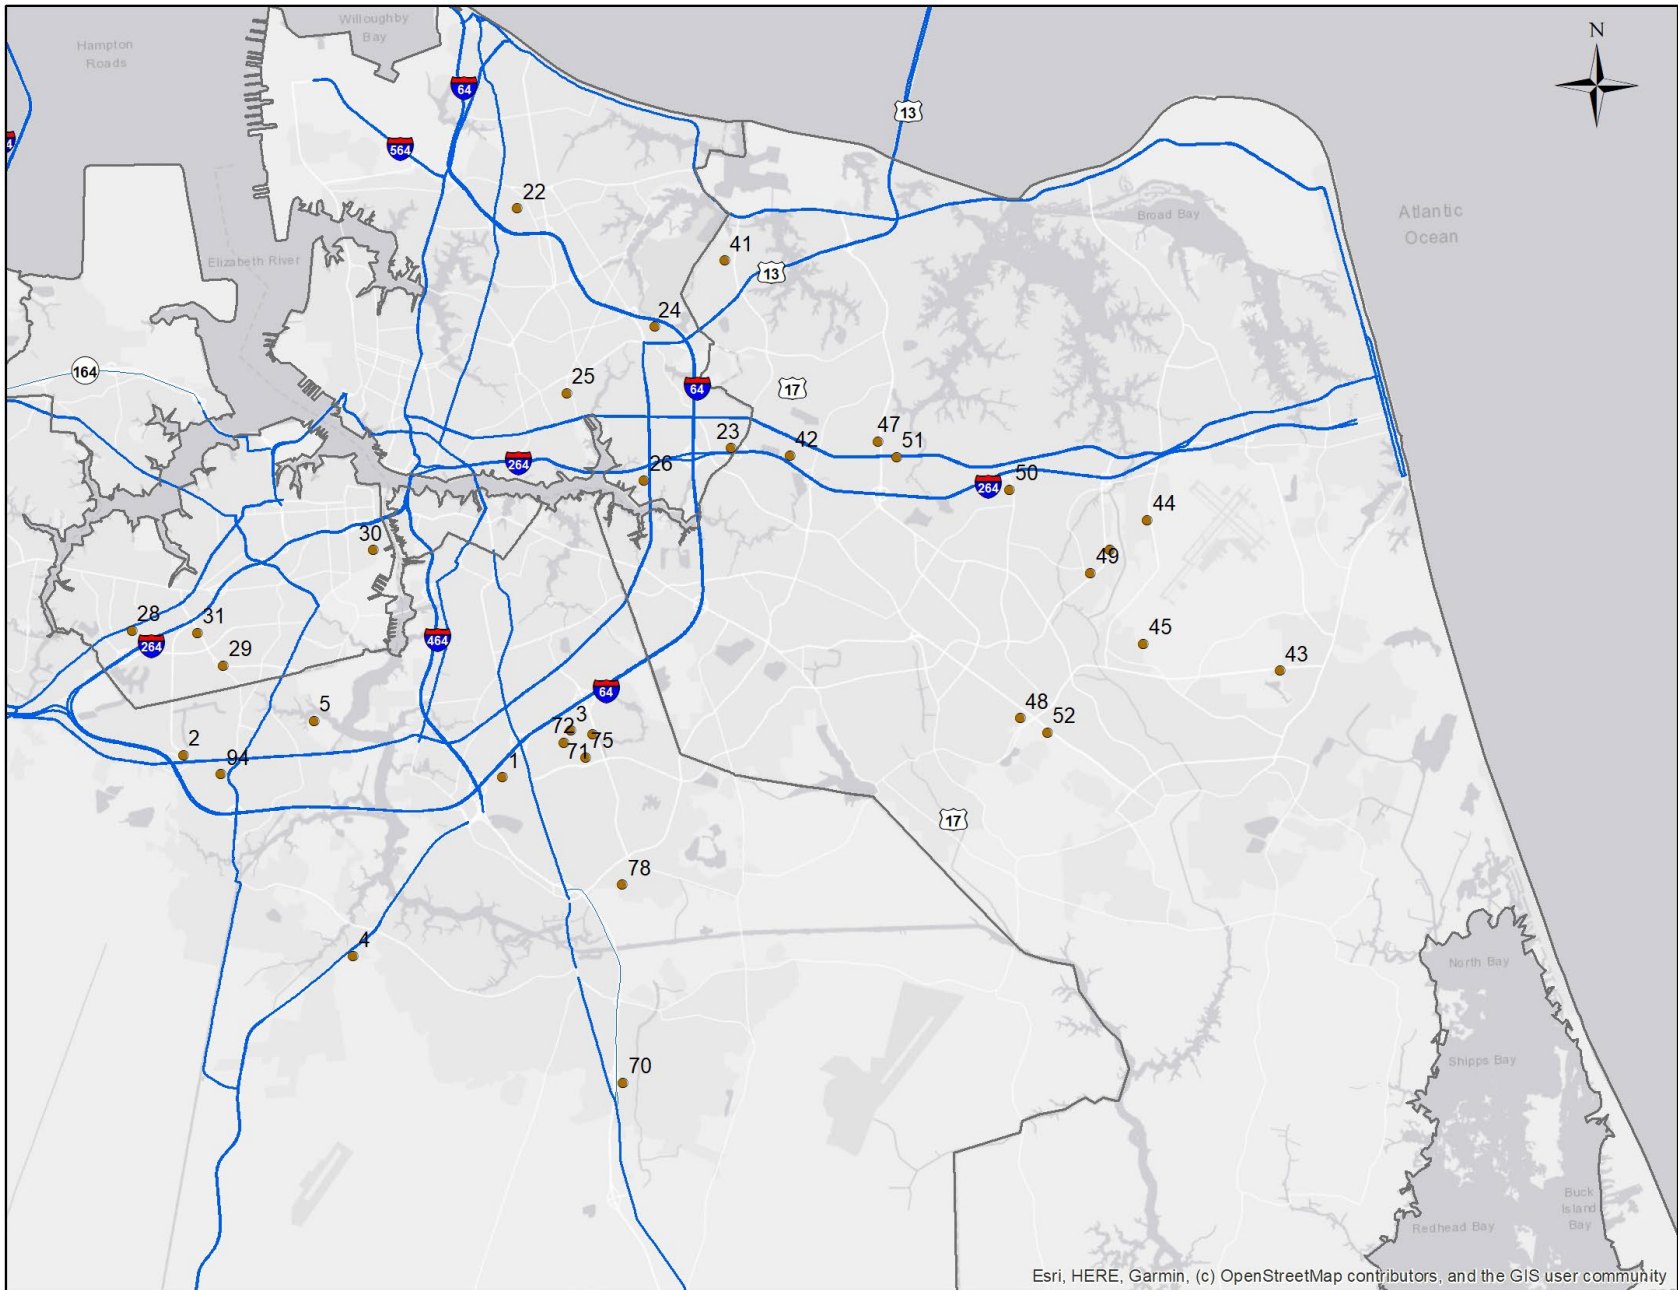 Willoughby
Bay
Hampton
Roads
N
64
13
4
564
22
Broad Bay
Atlantic
Ocean
41
Elizabeth River
13
24
164
25
64
17
47
23
42
51
264
26
50
264
44
30
49
28
31
264
464
29
45
43
64
5
3
48
72
52
75
2
71
94
1
17
78
4
North Bay
Shipps Bay
70
Buck
Island
Bay
Redhead Bay
Esri, HERE, Garmin, (c) OpenStreetMap contributors, and the GIS user community